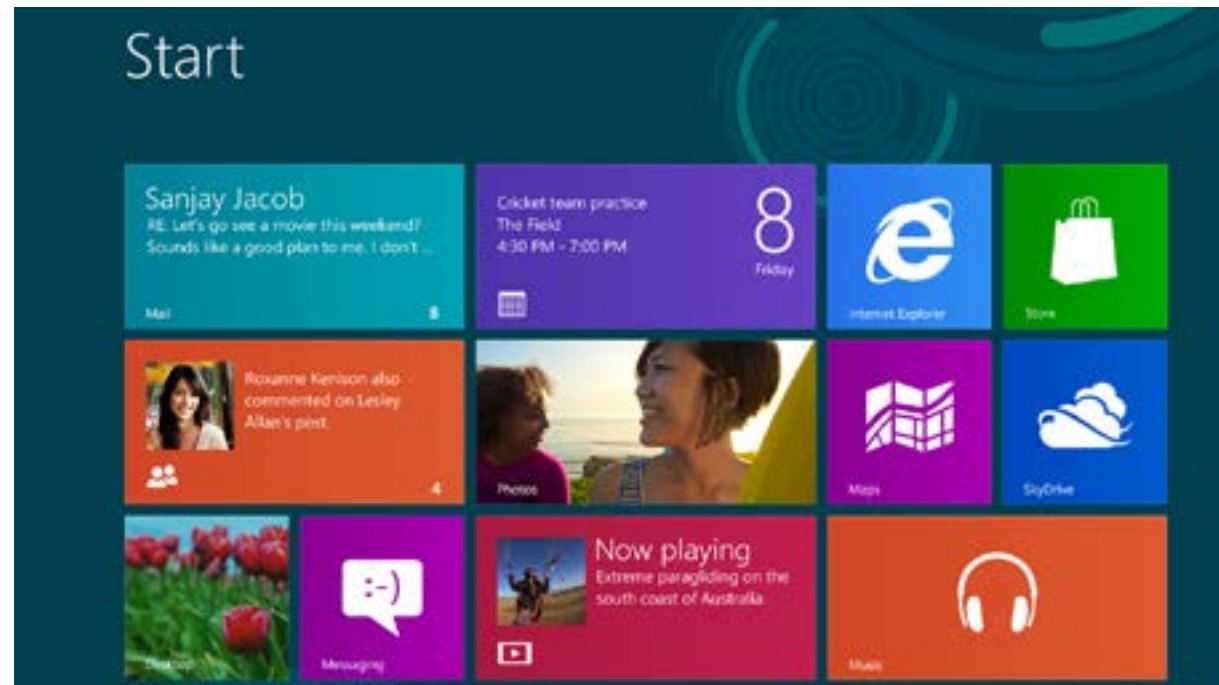 Start
Sanjay Jacob
RE: Let's go see a movie this weekend?
Sounds like a good plan to me. I don't ...
Mail
8
Cricket team practice
The Field
4:30 PM - 7:00 PM
8
Friday
Internet Explorer
Store
Roxanne Kenison also
commented on Lesley
Allan's post.
4
Photos
Maps
SkyDrive
Desktop
Messaging
:-)
Now playing
Extreme paragliding on the
south coast of Australia
Music